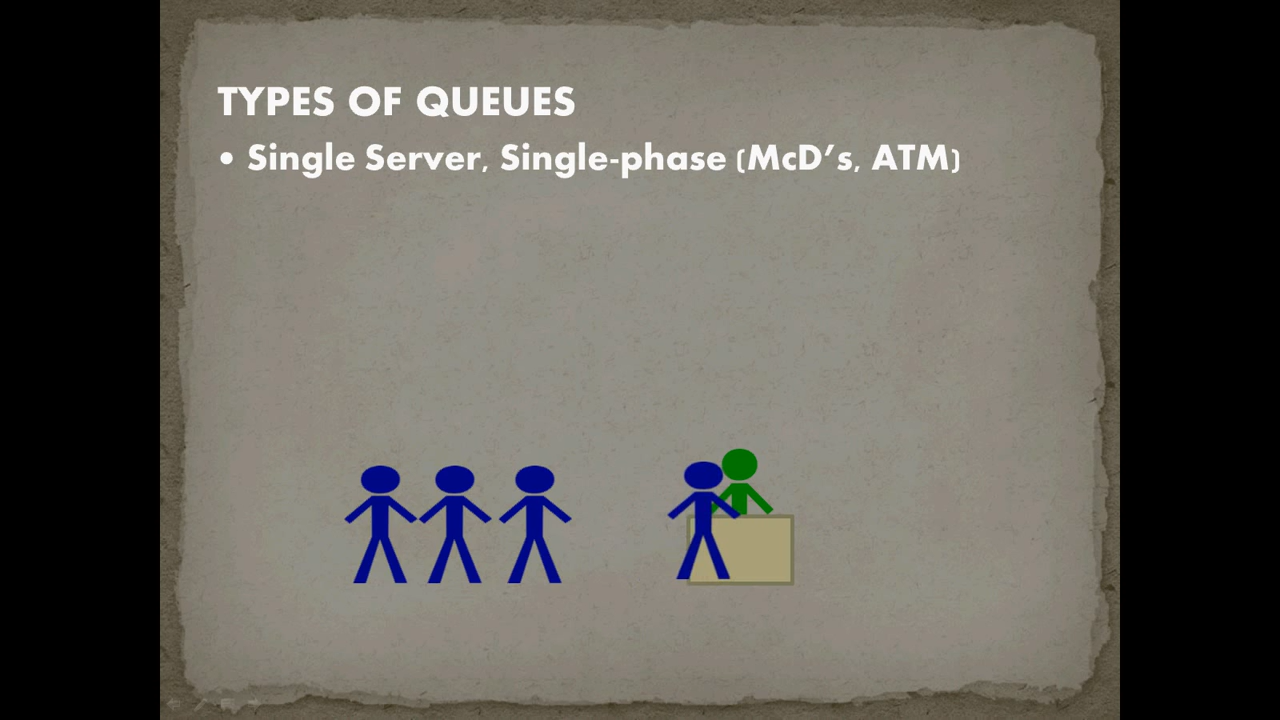 TYPES OF QUEUES
• Single Server, Single-phase (McD’s, ATM)